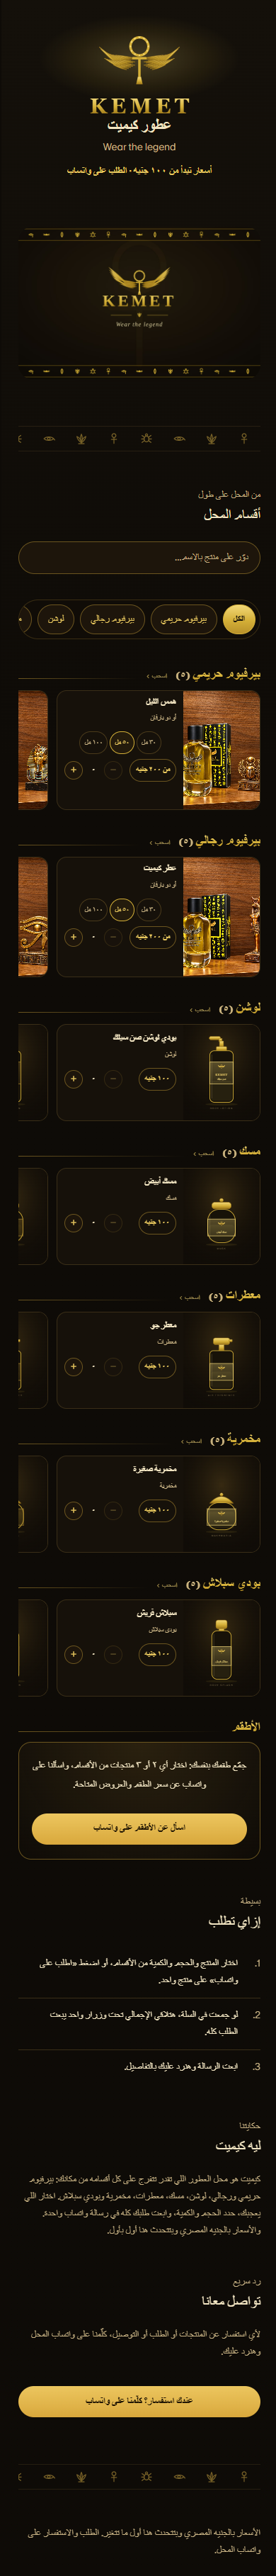 KEMET
عطور كيميت
Wear the legend
أسعار تبدأ من ١٠٠ جنيه · الطلب على واتساب
KEMET
Wear the legend
من المحل على طول
أقسام المحل
دوّر على منتج بالاسم...
الكل
بيرفيوم حريمي
بيرفيوم رجالي
لوشن
بيرفيوم حريمي (٥)
اسحب
همس الليل
أو دو بارفان
٣٠ مل
٥٠ مل
١٠٠ مل
من ٢٠٠ جنيه
بيرفيوم رجالي (٥)
اسحب
عطر كيميت
أو دو بارفان
٣٠ مل
٥٠ مل
١٠٠ مل
من ٢٠٠ جنيه
لوشن (٥)
اسحب
بودي لوشن صن سيلك
لوشن
١٠٠ جنيه
مسك (٥)
اسحب
مسك أبيض
مسك
١٠٠ جنيه
معطرات (٥)
اسحب
معطر جو
معطرات
١٠٠ جنيه
مخمرية (٥)
اسحب
مخمرية صغيرة
مخمرية
١٠٠ جنيه
بودي سبلاش (٥)
اسحب
سبلاش فريش
بودي سبلاش
١٠٠ جنيه
الأطقم
جمّع طقمك بنفسك: اختار أي ٢ أو ٣ منتجات من الأقسام، واسألنا على
واتساب عن سعر الطقم والعروض المتاحة.
اسأل عن الأطقم على واتساب
بسيطة
إزاي تطلب
1. اختار المنتج والحجم والكمية من الأقسام، أو اضغط «اطلب على
واتساب» على منتج واحد.
2. لو جمعت في السلة، هتلاقي الإجمالي تحت وزرار واحد يبعت
الطلب كله.
3. ابعت الرسالة وهنرد عليك بالتفاصيل.
حكايتنا
ليه كيميت
كيميت هو محل العطور اللي تقدر تتفرج على كل أقسامه من مكانك: بيرفيوم
حريمي ورجالي، لوشن، مسك، معطرات، مخمرية وبودي سبلاش. اختار اللي
يعجبك، حدد الحجم والكمية، وابعت طلبك كله في رسالة واتساب واحدة.
والأسعار بالجنيه المصري وبتتحدث هنا أول بأول.
رد سريع
تواصل معانا
لأي استفسار عن المنتجات أو الطلب أو التوصيل، كلّمنا على واتساب المحل
وهنرد عليك.
عندك استفسار؟ كلّمنا على واتساب
الأسعار بالجنيه المصري وبتتحدث هنا أول ما تتغير. الطلب والاستفسار على
واتساب المحل.